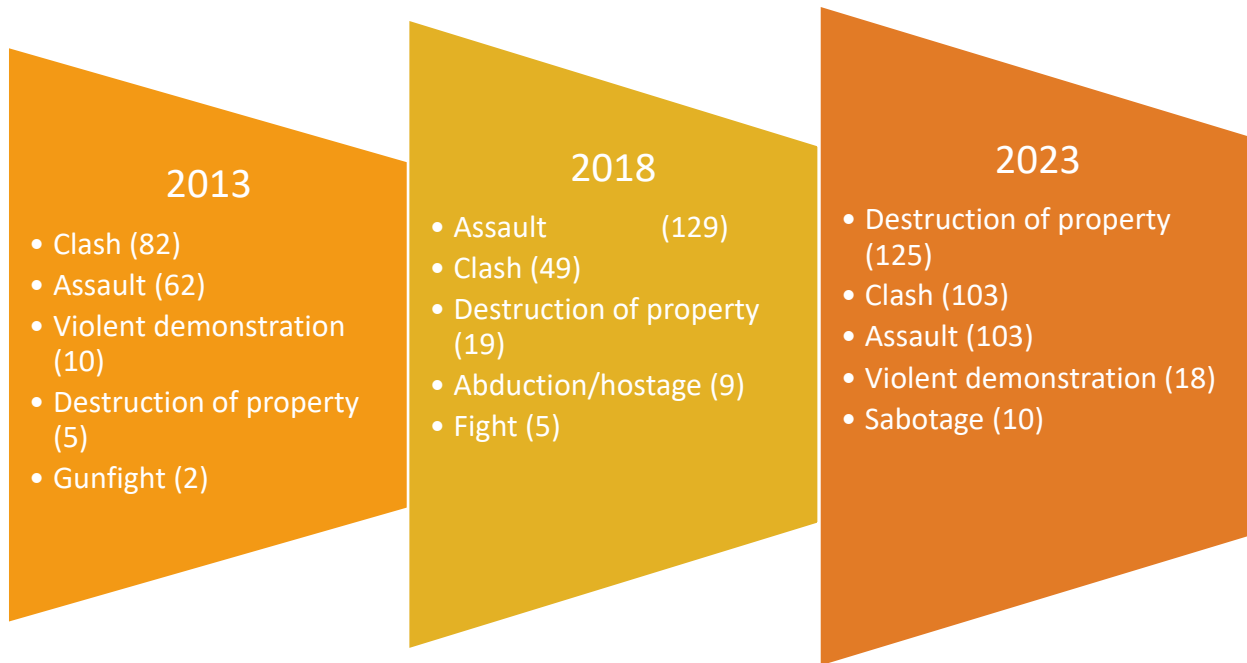 2013
• Clash (82)
• Assault (62)
• Violent demonstration
(10)
• Destruction of property
(5)
• Gunfight (2)
2018
• Assault (129)
• Clash (49)
• Destruction of property
(19)
• Abduction/hostage (9)
• Fight (5)
2023
• Destruction of property
(125)
• Clash (103)
• Assault (103)
• Violent demonstration (18)
• Sabotage (10)